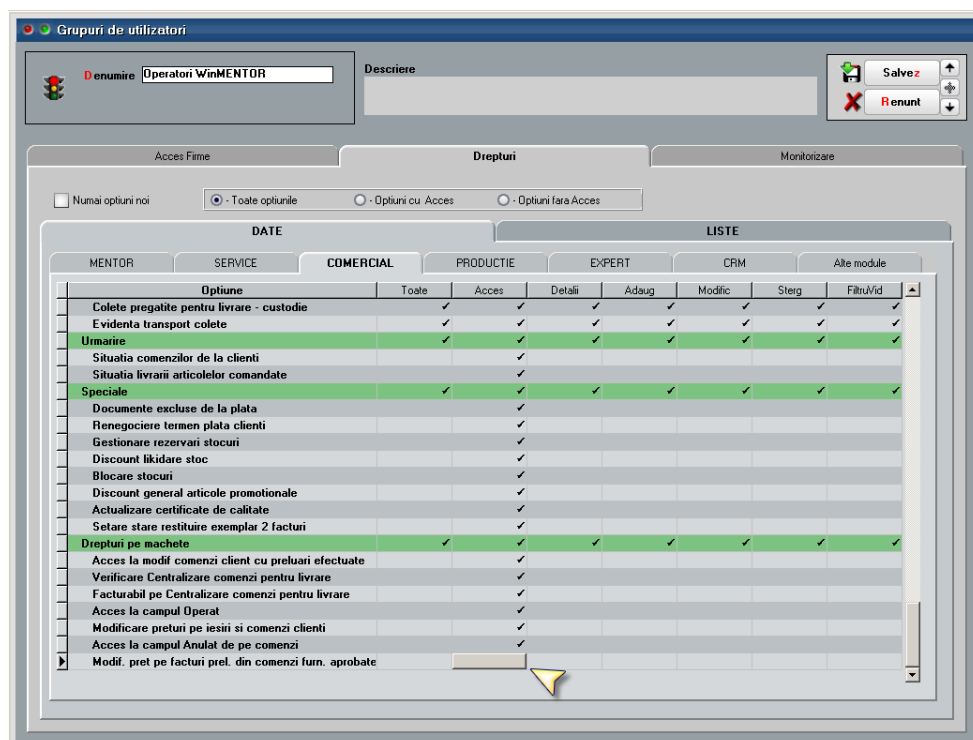 Grupuri de utilizatori
Denumire Operatori WinMENTOR
Descriere
Salvez
Renunt
Acces Firme Drepturi Monitorizare
Numai optiuni noi - Toate optiunile - Optiuni cu Acces - Optiuni fara Acces
DATE LISTE
MENTOR SERVICE COMERCIAL PRODUCTIE EXPERT CRM Alte module
Optiune Toate Acces Detalii Adaug Modific Sterg FiltruVid
Colete pregatite pentru livrare - custodie
Evidenta transport colete
Urmarire
Situatia comenzilor de la clienti
Situatia livrarii articolelor comandate
Speciale
Documente excluse de la plata
Renegociere termen plata clienti
Gestionare rezervari stocuri
Discount likidare stoc
Blocare stocuri
Discount general articole promotionale
Actualizare certificate de calitate
Setare stare restituire exemplar 2 facturi
Drepturi pe machete
Acces la modif comenzi client cu preluari efectuate
Verificare Centralizare comenzi pentru livrare
Facturabil pe Centralizare comenzi pentru livrare
Acces la campul Operat
Modificare preturi pe iesiri si comenzi clienti
Acces la campul Anulat de pe comenzi
Modif. pret pe facturi prel. din comenzi furn. aprobate